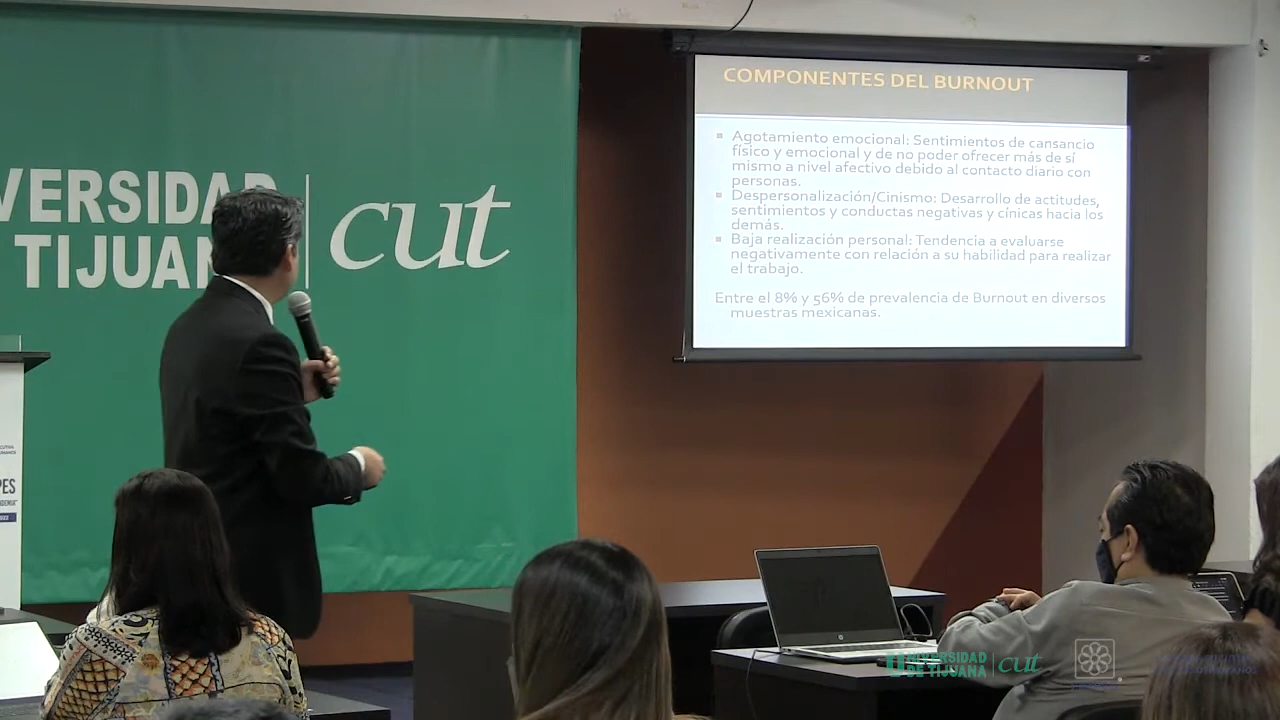 COMPONENTES DEL BURNOUT
Agotamiento emocional: Sentimientos de cansancio
físico y emocional y de no poder ofrecer más de sí
mismo a nivel afectivo debido al contacto diario con
personas.
Despersonalización/Cinismo: Desarrollo de actitudes,
sentimientos y conductas negativas y cínicas hacia los
demás.
Baja realización personal: Tendencia a evaluarse
negativamente con relación a su habilidad para realizar
el trabajo.
Entre el 8% y 56% de prevalencia de Burnout en diversos
muestras mexicanas.
VERSIDAD
TIJUAN
cut
PES
UNIVERSIDAD
DE TIJUANA
cut